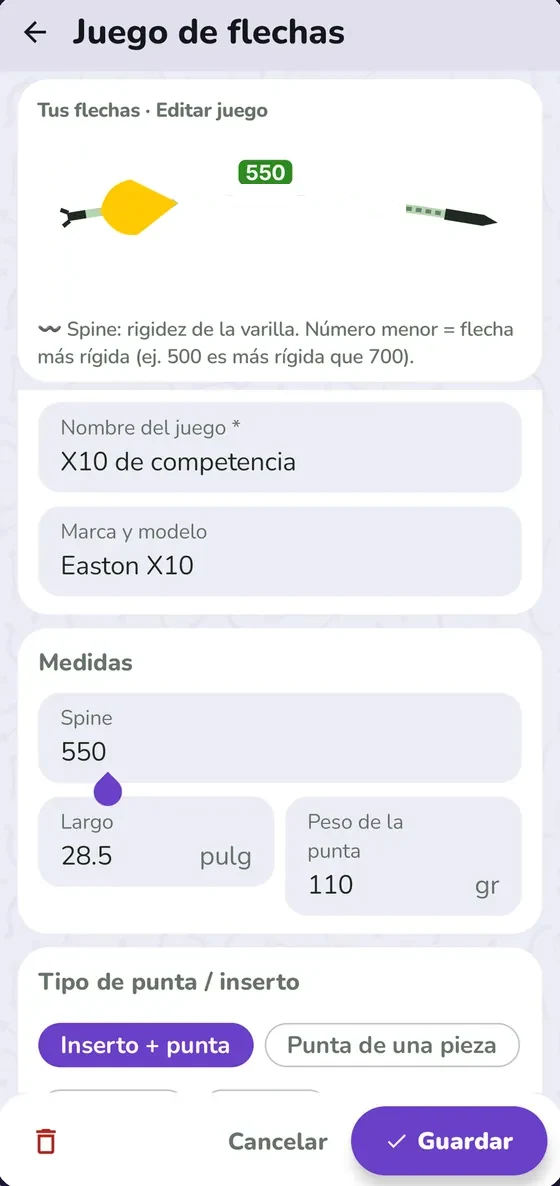 Juego de flechas
Tus flechas · Editar juego
550
Spine: rigidez de la varilla. Número menor = flecha
más rígida (ej. 500 es más rígida que 700).
Nombre del juego *
X10 de competencia
Marca y modelo
Easton X10
Medidas
Spine
550
Largo
28.5 pulg
Peso de la
punta
110 gr
Tipo de punta / inserto
Inserto + punta
Punta de una pieza
Cancelar
Guardar